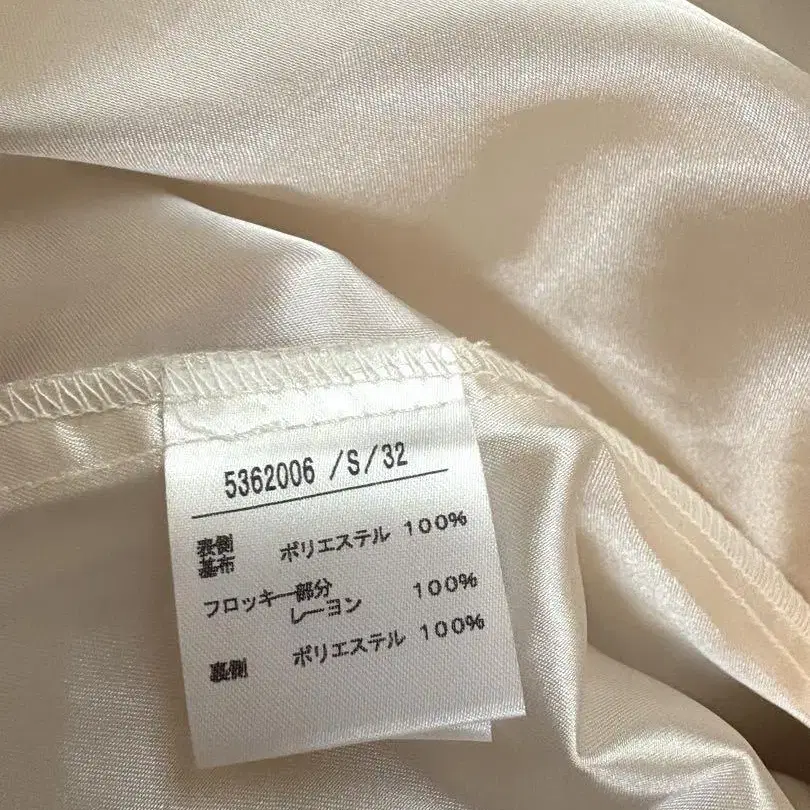 5362006 /S/32
表側
基布 ポリエステル 100%
フロッキー部分
レーヨン 100%
裏側 ポリエステル 100%